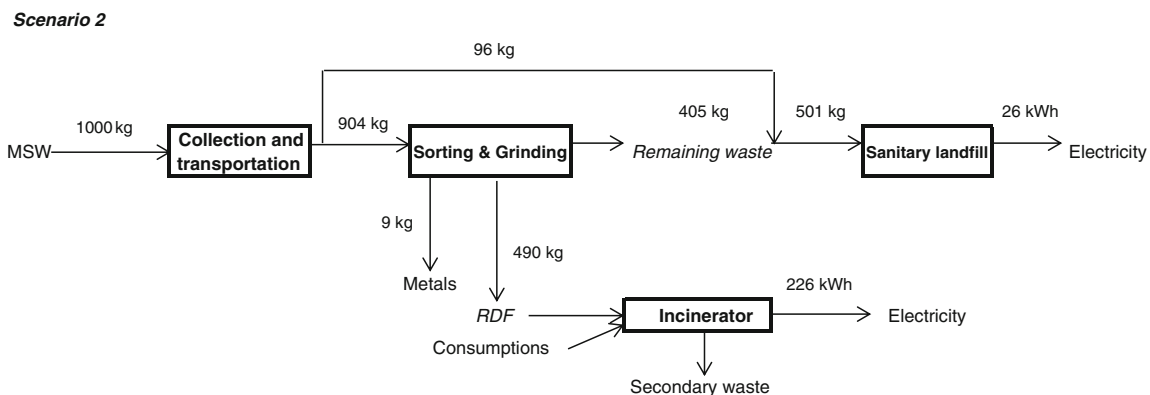 Scenario 2
96 kg
1000 kg
904 kg
405 kg
501 kg
26 kWh
MSW
Collection and
transportation
Sorting & Grinding
Remaining waste
Sanitary landfill
Electricity
9 kg
490 kg
Metals
226 kWh
RDF
Incinerator
Electricity
Consumptions
Secondary waste